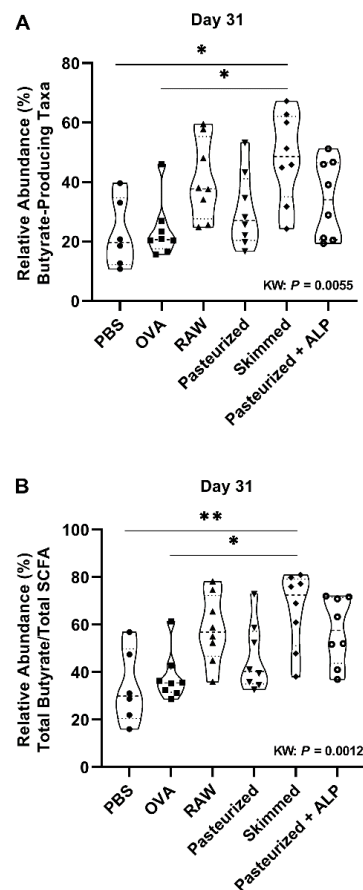 A
Day 31
*
*
Relative Abundance (%)
Butyrate-Producing Taxa
80
60
40
20
0
KW: P = 0.0055
PBS
OVA
RAW
Pasteurized
Skimmed
Pasteurized + ALP
B
Day 31
**
*
Relative Abundance (%)
Total Butyrate/Total SCFA
100
80
60
40
20
0
KW: P = 0.0012
PBS
OVA
RAW
Pasteurized
Skimmed
Pasteurized + ALP